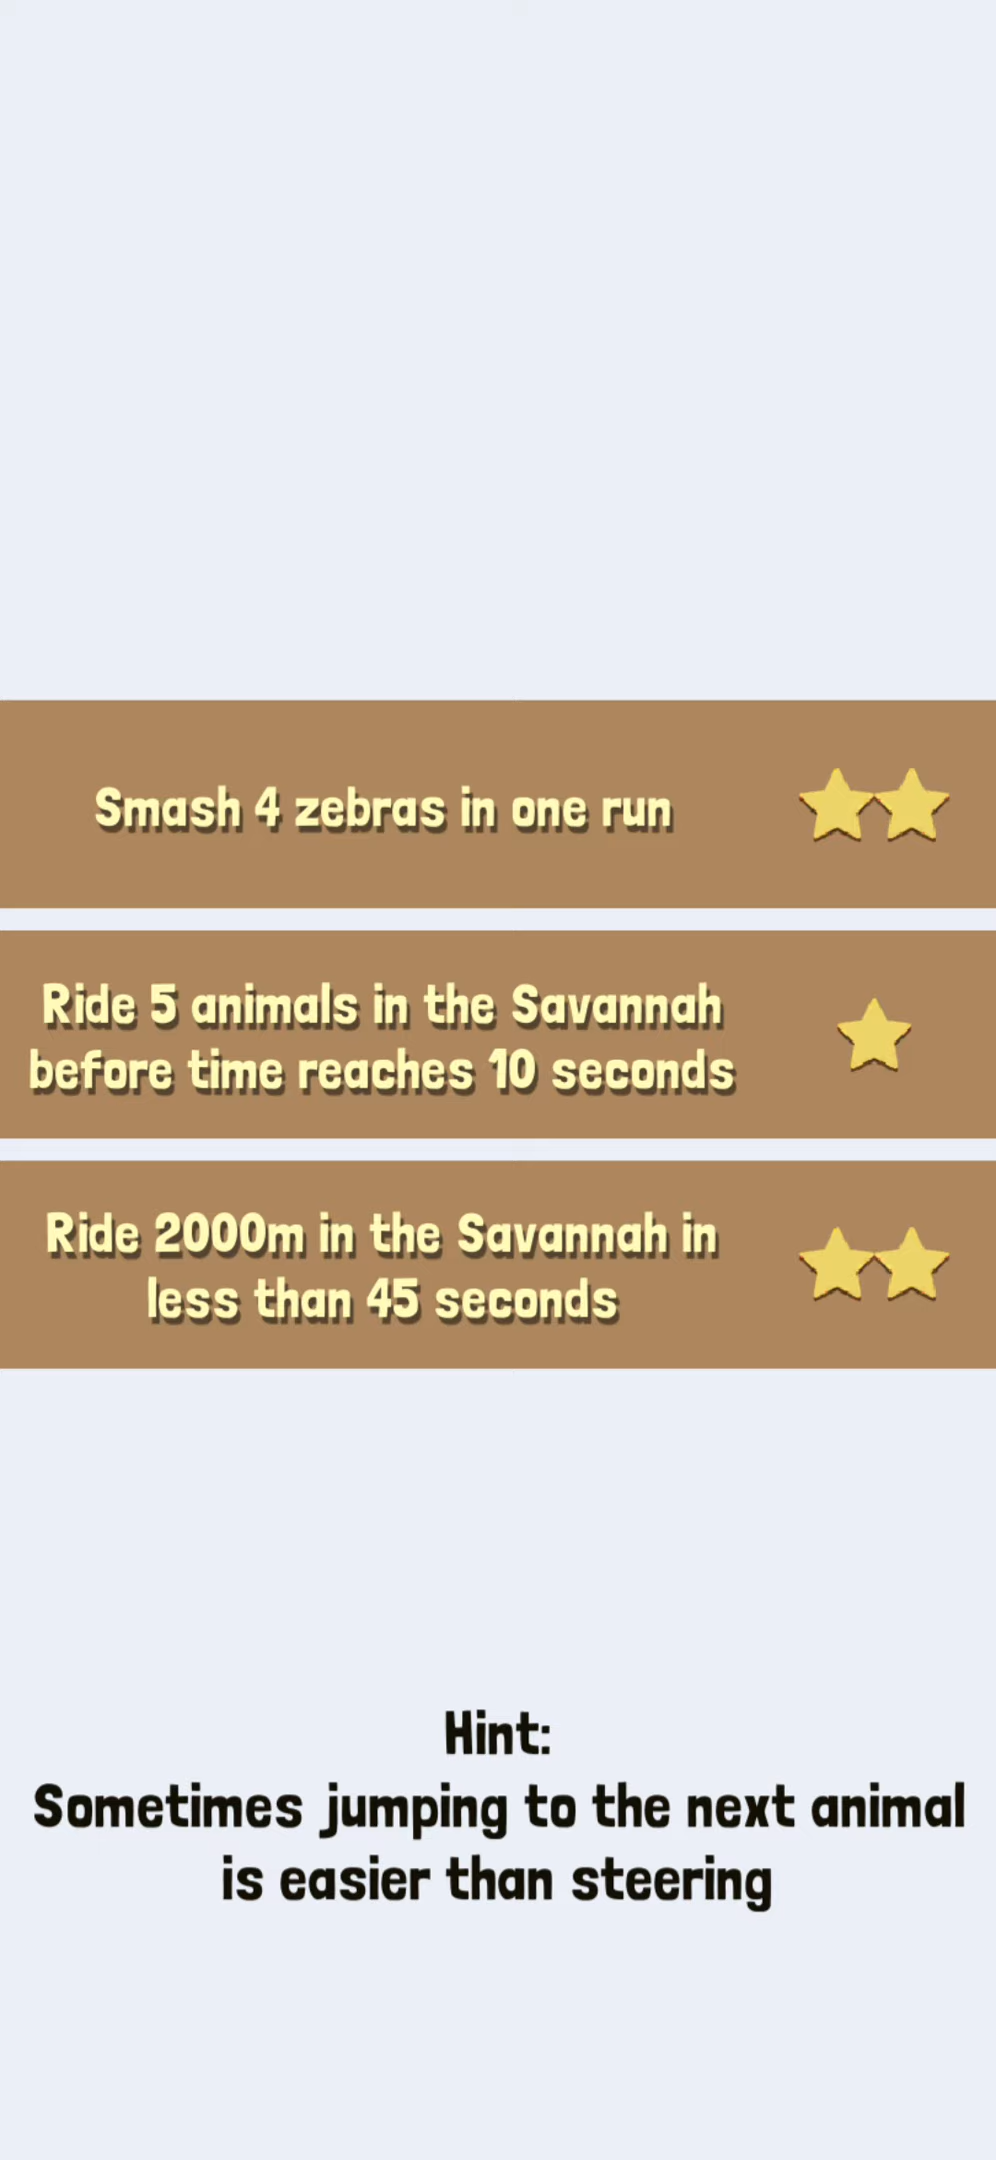 Smash 4 zebras in one run
Ride 5 animals in the Savannah
before time reaches 10 seconds
Ride 2000m in the Savannah in
less than 45 seconds
Hint:
Sometimes jumping to the next animal
is easier than steering